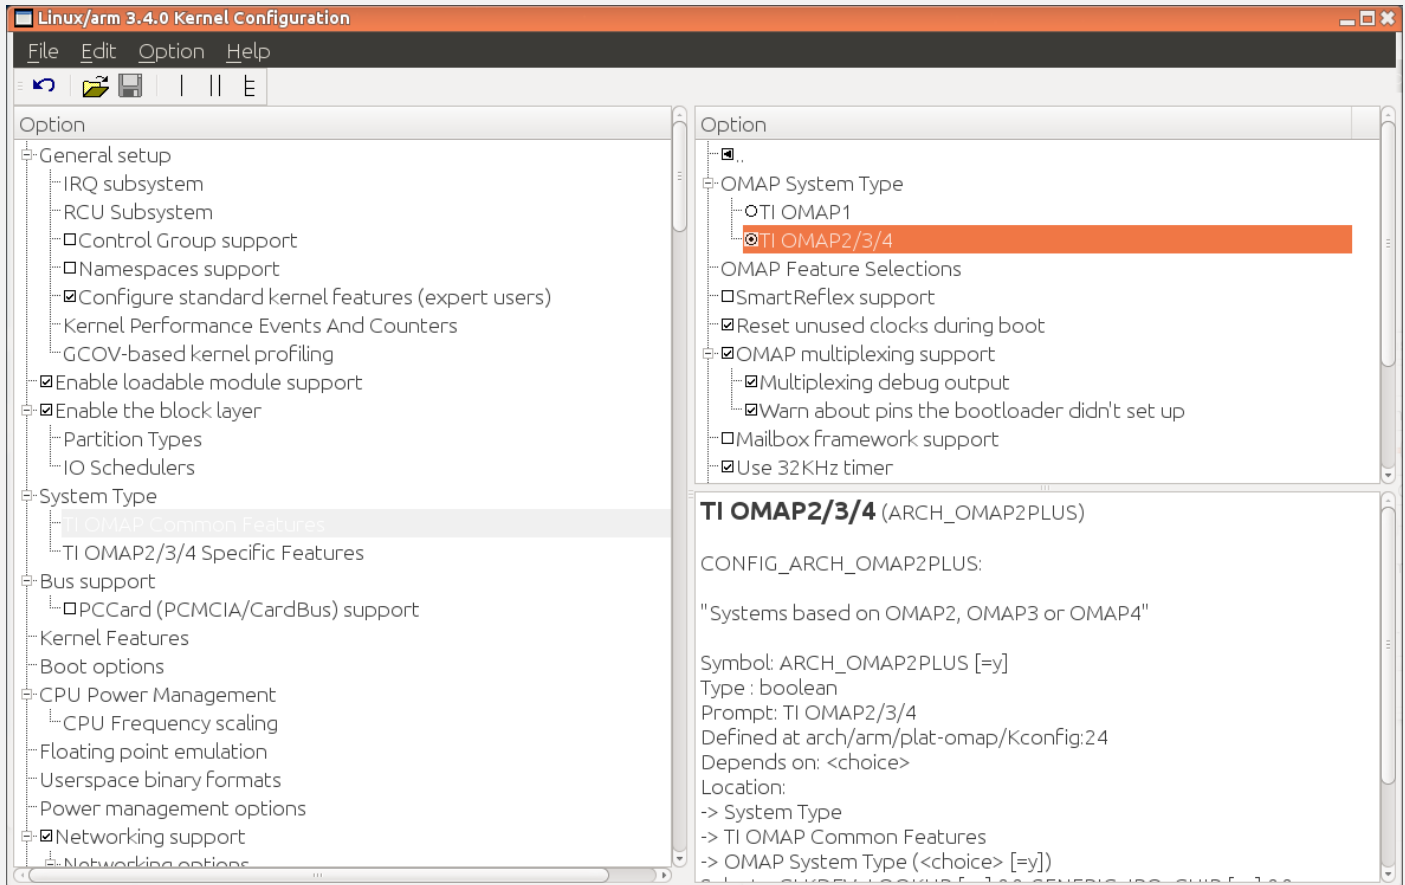 Linux/arm 3.4.0 Kernel Configuration
File Edit Option Help
Option
General setup
IRQ subsystem
RCU Subsystem
Control Group support
Namespaces support
Configure standard kernel features (expert users)
Kernel Performance Events And Counters
GCOV-based kernel profiling
Enable loadable module support
Enable the block layer
Partition Types
IO Schedulers
System Type
TI OMAP Common Features
TI OMAP2/3/4 Specific Features
Bus support
PCCard (PCMCIA/CardBus) support
Kernel Features
Boot options
CPU Power Management
CPU Frequency scaling
Floating point emulation
Userspace binary formats
Power management options
Networking support
Networking options
Option
..
OMAP System Type
TI OMAP1
TI OMAP2/3/4
OMAP Feature Selections
SmartReflex support
Reset unused clocks during boot
OMAP multiplexing support
Multiplexing debug output
Warn about pins the bootloader didn't set up
Mailbox framework support
Use 32KHz timer
TI OMAP2/3/4 (ARCH_OMAP2PLUS)
CONFIG_ARCH_OMAP2PLUS:
"Systems based on OMAP2, OMAP3 or OMAP4"
Symbol: ARCH_OMAP2PLUS [=y]
Type : boolean
Prompt: TI OMAP2/3/4
Defined at arch/arm/plat-omap/Kconfig:24
Depends on: <choice>
Location:
-> System Type
-> TI OMAP Common Features
-> OMAP System Type (<choice> [=y])